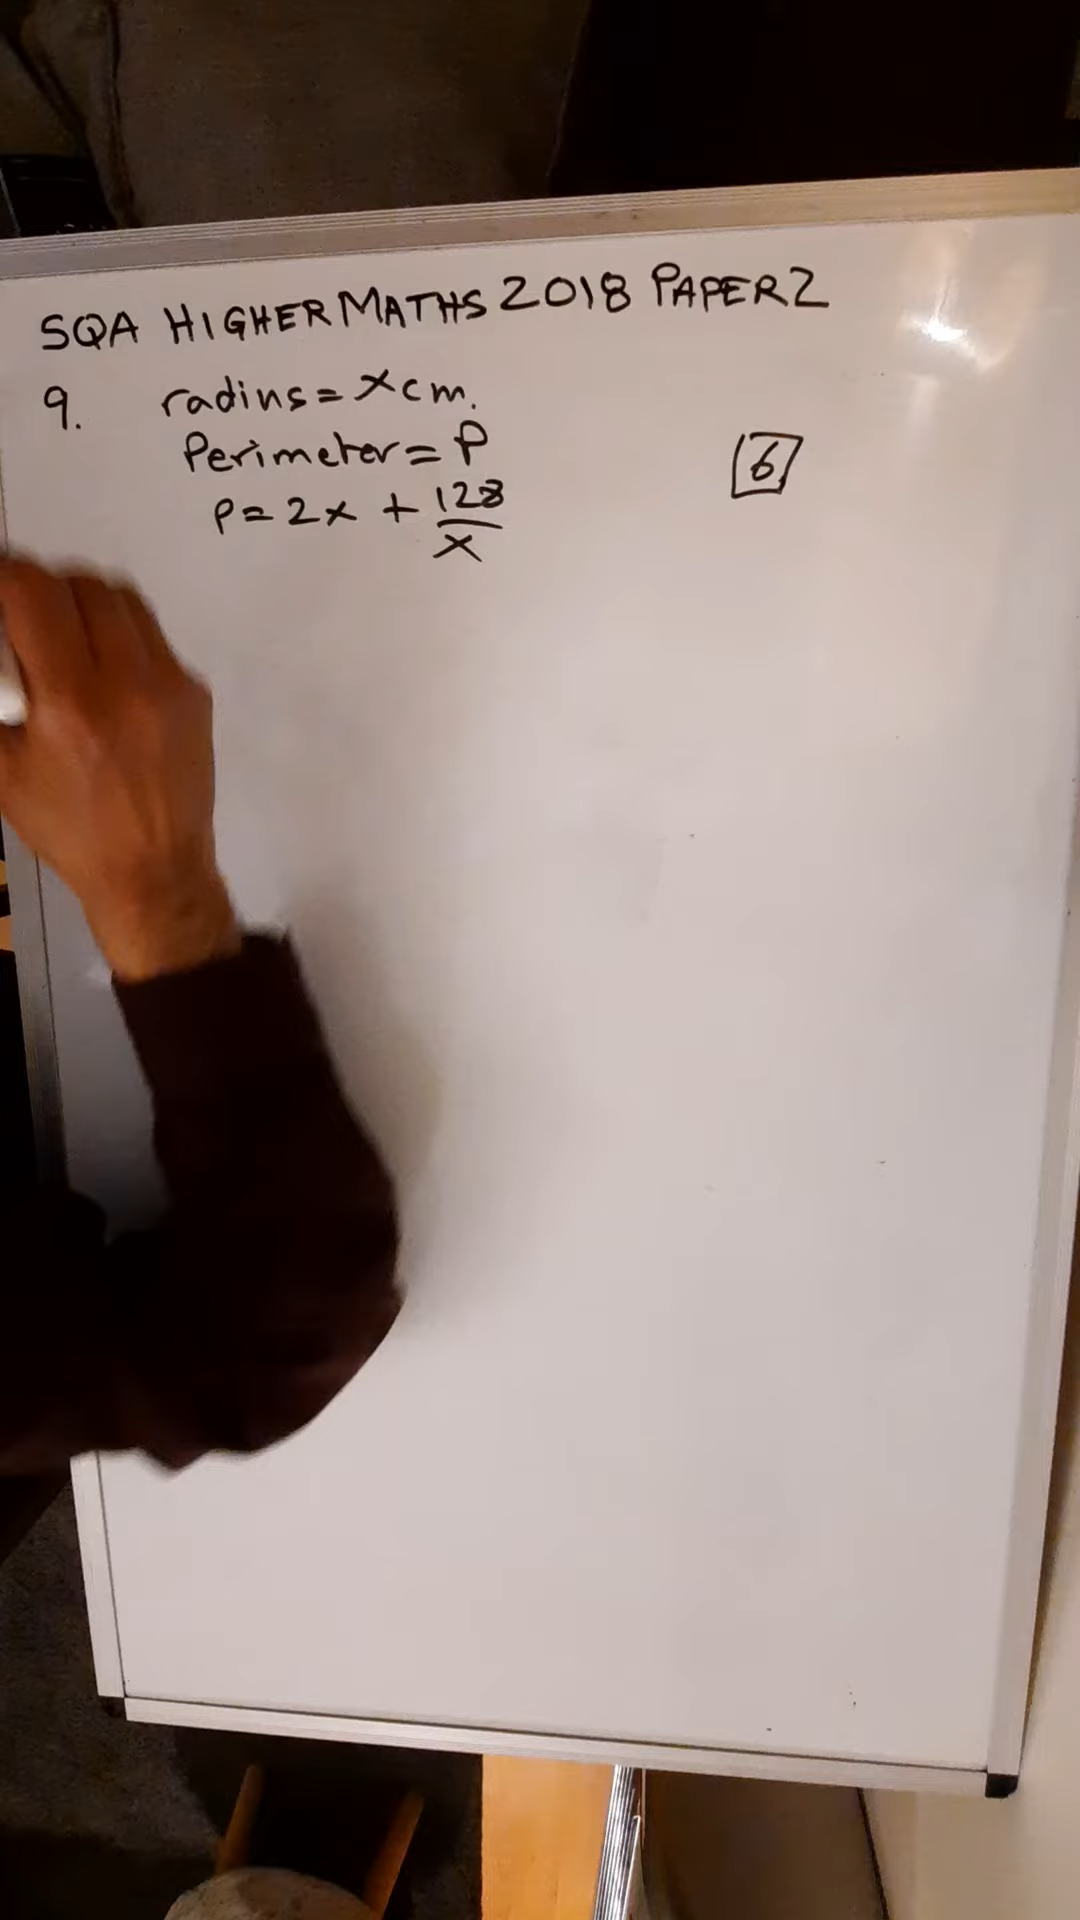 SQA HIGHER MATHS 2018 PAPER 2
9. radius = x cm.
Perimeter = P
6
P = 2x + 128/x